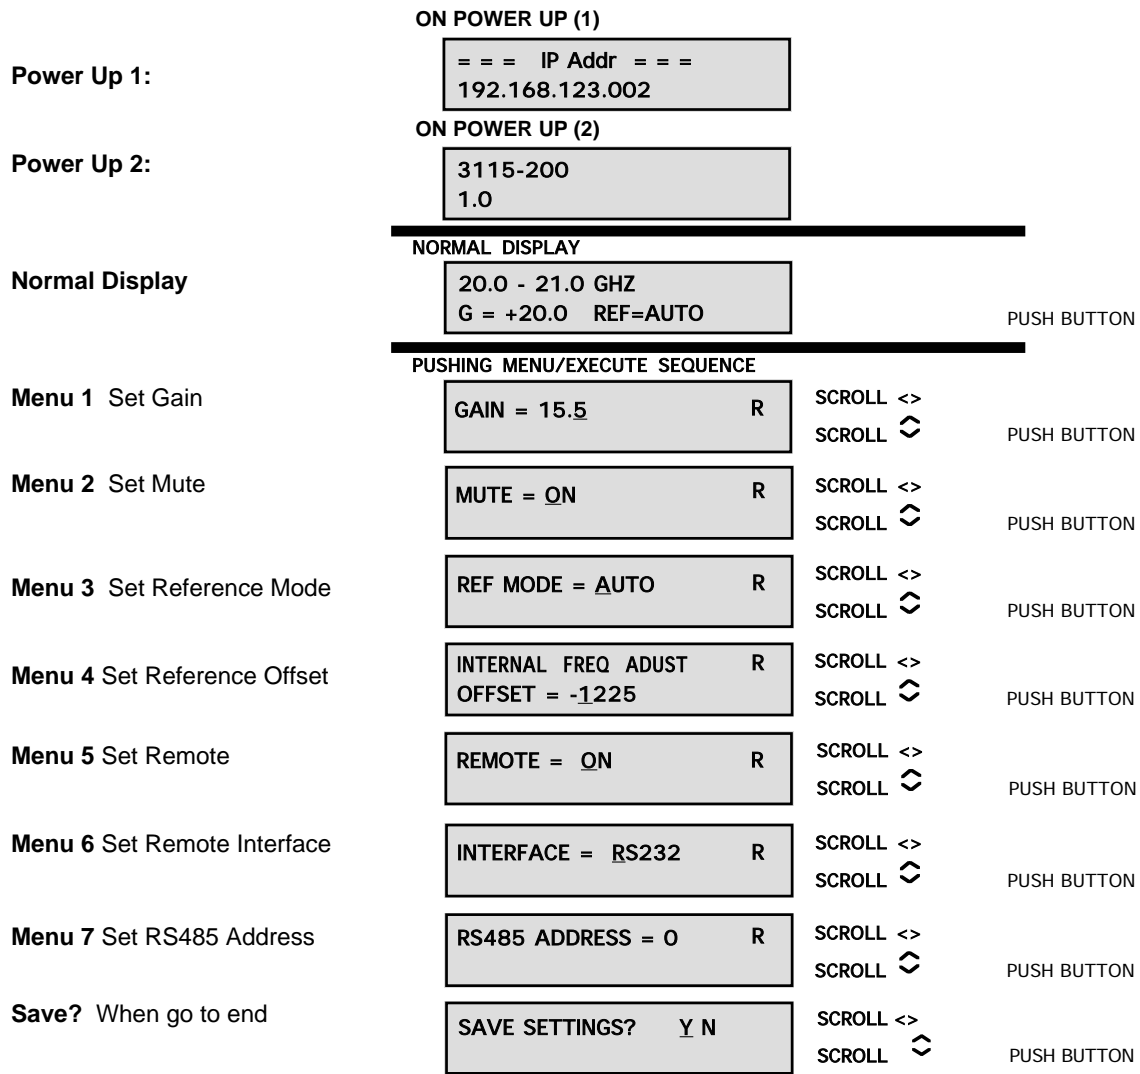 ON POWER UP (1)
Power Up 1:
= = = IP Addr = = =
192.168.123.002
ON POWER UP (2)
Power Up 2:
3115-200
1.0
NORMAL DISPLAY
Normal Display
20.0 - 21.0 GHZ
G = +20.0 REF=AUTO
PUSH BUTTON
PUSHING MENU/EXECUTE SEQUENCE
Menu 1 Set Gain
GAIN = 15.5 R
SCROLL <>
SCROLL
PUSH BUTTON
Menu 2 Set Mute
MUTE = ON R
SCROLL <>
SCROLL
PUSH BUTTON
Menu 3 Set Reference Mode
REF MODE = AUTO R
SCROLL <>
SCROLL
PUSH BUTTON
Menu 4 Set Reference Offset
INTERNAL FREQ ADUST R
OFFSET = -1225
SCROLL <>
SCROLL
PUSH BUTTON
Menu 5 Set Remote
REMOTE = ON R
SCROLL <>
SCROLL
PUSH BUTTON
Menu 6 Set Remote Interface
INTERFACE = RS232 R
SCROLL <>
SCROLL
PUSH BUTTON
Menu 7 Set RS485 Address
RS485 ADDRESS = 0 R
SCROLL <>
SCROLL
PUSH BUTTON
Save? When go to end
SAVE SETTINGS? Y N
SCROLL <>
SCROLL
PUSH BUTTON